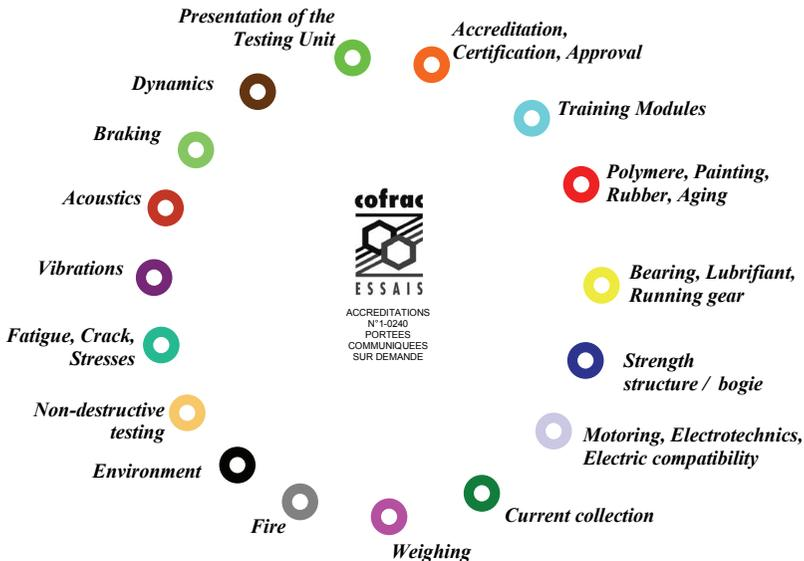 Presentation of the
Testing Unit
Accreditation,
Certification, Approval
Dynamics
Training Modules
Braking
Polymere, Painting,
Rubber, Aging
Acoustics
cofrac
Vibrations
Bearing, Lubrifiant,
Running gear
ESSAIS
ACCREDITATIONS
N°1-0240
PORTEES
COMMUNIQUEES
SUR DEMANDE
Fatigue, Crack,
Stresses
Strength
structure / bogie
Non-destructive
testing
Motoring, Electrotechnics,
Electric compatibility
Environment
Fire
Current collection
Weighing